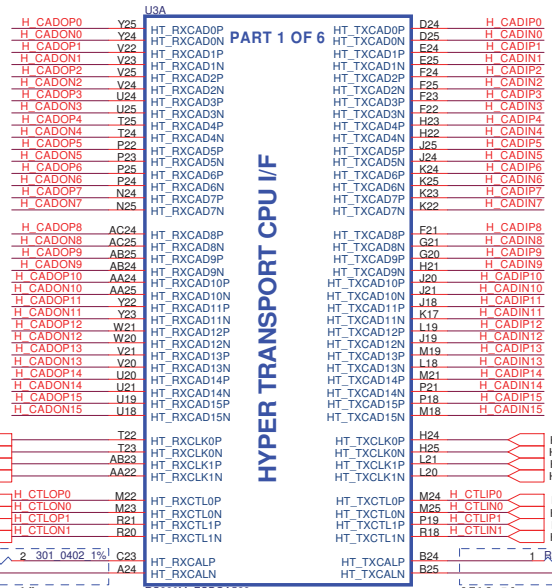 U3A
H_CADOP0 Y25 HT_RXCAD0P PART 1 OF 6 HT_TXCAD0P D24 H_CADIP0
H_CADON0 Y24 HT_RXCAD0N HT_TXCAD0N D25 H_CADIN0
H_CADOP1 V22 HT_RXCAD1P HT_TXCAD1P E24 H_CADIP1
H_CADON1 V23 HT_RXCAD1N HT_TXCAD1N E25 H_CADIN1
H_CADOP2 V25 HT_RXCAD2P HT_TXCAD2P F24 H_CADIP2
H_CADON2 V24 HT_RXCAD2N HT_TXCAD2N F25 H_CADIN2
H_CADOP3 U24 HT_RXCAD3P HT_TXCAD3P F23 H_CADIP3
H_CADON3 U25 HT_RXCAD3N HT_TXCAD3N F22 H_CADIN3
H_CADOP4 T25 HT_RXCAD4P HT_TXCAD4P H23 H_CADIP4
H_CADON4 T24 HT_RXCAD4N HT_TXCAD4N H22 H_CADIN4
H_CADOP5 P22 HT_RXCAD5P HT_TXCAD5P J25 H_CADIP5
H_CADON5 P23 HT_RXCAD5N HT_TXCAD5N J24 H_CADIN5
H_CADOP6 P25 HT_RXCAD6P HT_TXCAD6P K24 H_CADIP6
H_CADON6 P24 HT_RXCAD6N HT_TXCAD6N K25 H_CADIN6
H_CADOP7 N24 HT_RXCAD7P HT_TXCAD7P K23 H_CADIP7
H_CADON7 N25 HT_RXCAD7N HT_TXCAD7N K22 H_CADIN7
HYPER TRANSPORT CPU I/F
H_CADOP8 AC24 HT_RXCAD8P HT_TXCAD8P F21 H_CADIP8
H_CADON8 AC25 HT_RXCAD8N HT_TXCAD8N G21 H_CADIN8
H_CADOP9 AB25 HT_RXCAD9P HT_TXCAD9P G20 H_CADIP9
H_CADON9 AB24 HT_RXCAD9N HT_TXCAD9N H21 H_CADIN9
H_CADOP10 AA24 HT_RXCAD10P HT_TXCAD10P J20 H_CADIP10
H_CADON10 AA25 HT_RXCAD10N HT_TXCAD10N J21 H_CADIN10
H_CADOP11 Y22 HT_RXCAD11P HT_TXCAD11P J18 H_CADIP11
H_CADON11 Y23 HT_RXCAD11N HT_TXCAD11N K17 H_CADIN11
H_CADOP12 W21 HT_RXCAD12P HT_TXCAD12P L19 H_CADIP12
H_CADON12 W20 HT_RXCAD12N HT_TXCAD12N J19 H_CADIN12
H_CADOP13 V21 HT_RXCAD13P HT_TXCAD13P M19 H_CADIP13
H_CADON13 V20 HT_RXCAD13N HT_TXCAD13N L18 H_CADIN13
H_CADOP14 U20 HT_RXCAD14P HT_TXCAD14P M21 H_CADIP14
H_CADON14 U21 HT_RXCAD14N HT_TXCAD14N P21 H_CADIN14
H_CADOP15 U19 HT_RXCAD15P HT_TXCAD15P P18 H_CADIP15
H_CADON15 U18 HT_RXCAD15N HT_TXCAD15N M18 H_CADIN15
T22 HT_RXCLK0P HT_TXCLK0P H24
T23 HT_RXCLK0N HT_TXCLK0N H25
AB23 HT_RXCLK1P HT_TXCLK1P L21
AA22 HT_RXCLK1N HT_TXCLK1N L20
H_CTLOP0 M22 HT_RXCTL0P HT_TXCTL0P M24 H_CTLIP0
H_CTLON0 M23 HT_RXCTL0N HT_TXCTL0N M25 H_CTLIN0
H_CTLOP1 R21 HT_RXCTL1P HT_TXCTL1P P19 H_CTLIP1
H_CTLON1 R20 HT_RXCTL1N HT_TXCTL1N R18 H_CTLIN1
2 301_0402_1% C23 HT_RXCALP HT_TXCALP B24 1 R
A24 HT_RXCALN HT_TXCALN B25